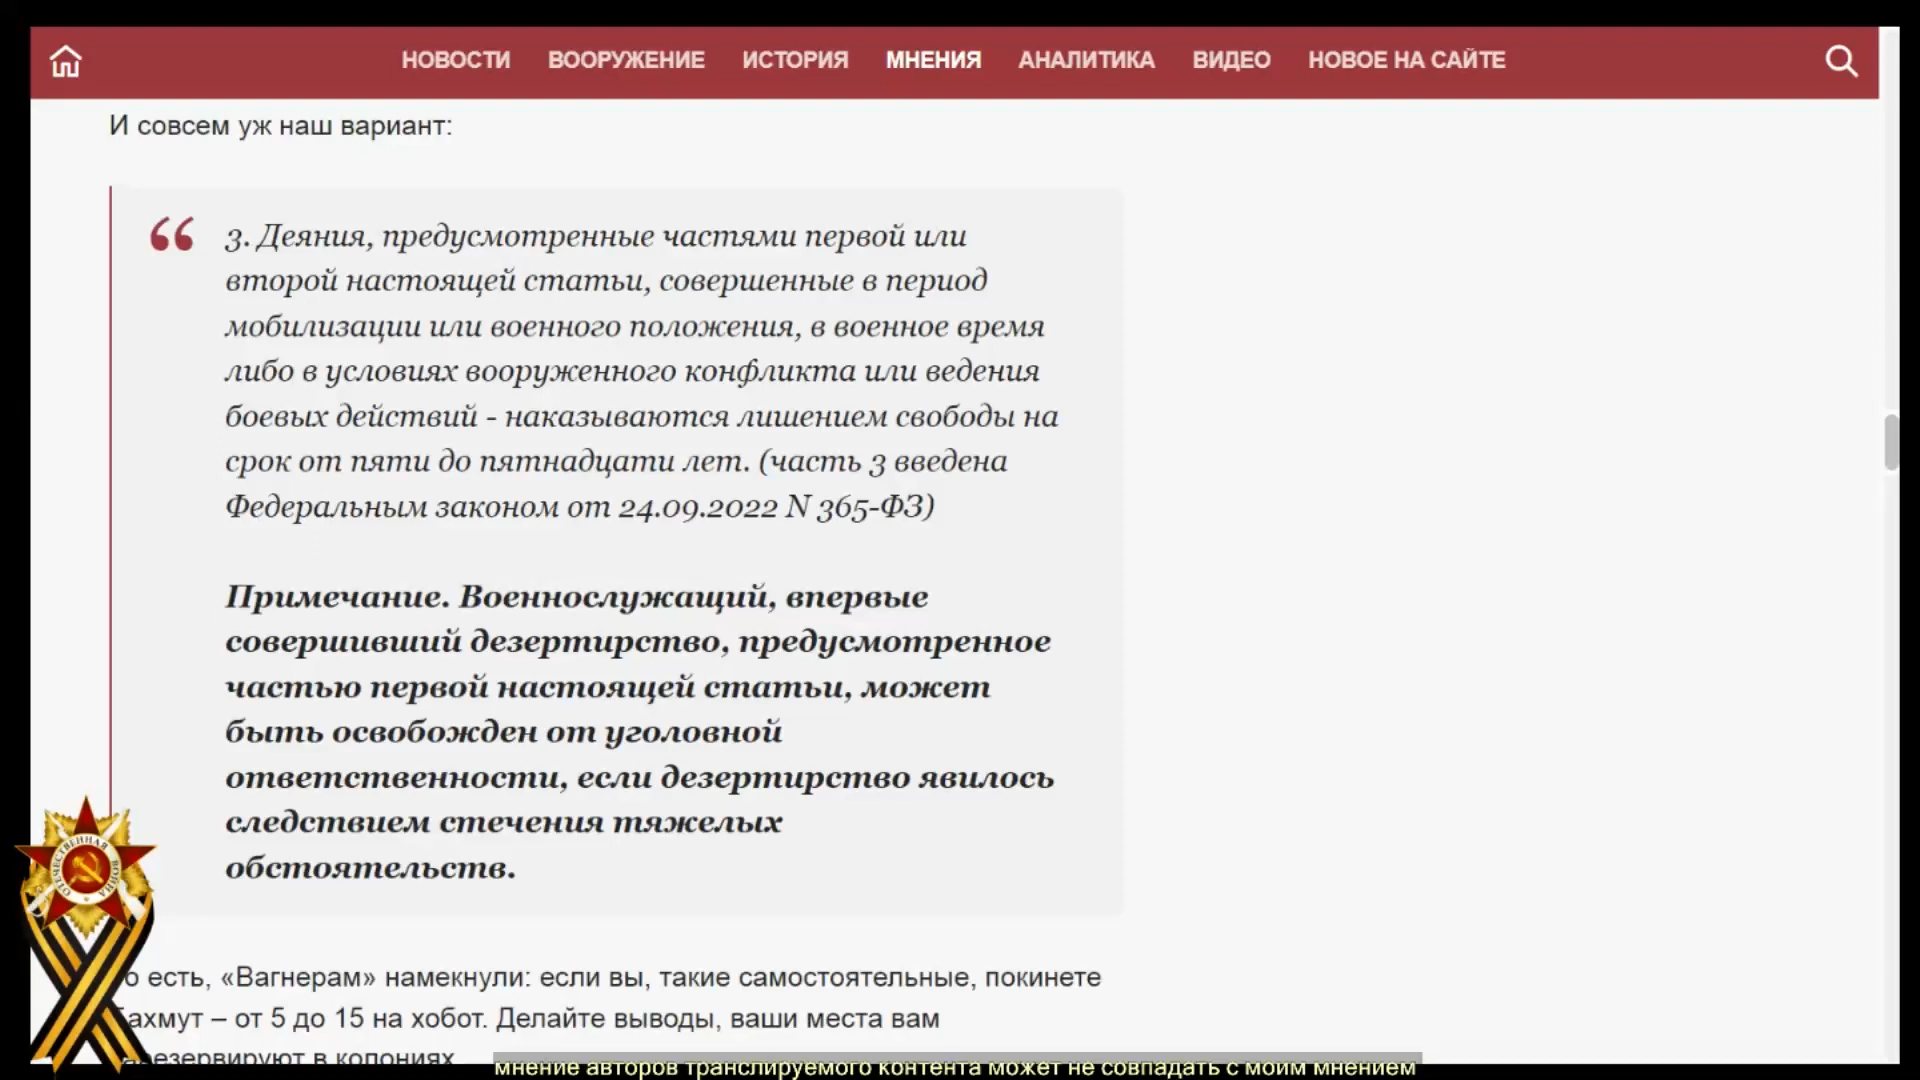 НОВОСТИ ВООРУЖЕНИЕ ИСТОРИЯ МНЕНИЯ АНАЛИТИКА ВИДЕО НОВОЕ НА САЙТЕ
И совсем уж наш вариант:
“ 3. Деяния, предусмотренные частями первой или
второй настоящей статьи, совершенные в период
мобилизации или военного положения, в военное время
либо в условиях вооруженного конфликта или ведения
боевых действий - наказываются лишением свободы на
срок от пяти до пятнадцати лет. (часть 3 введена
Федеральным законом от 24.09.2022 N 365-ФЗ)
Примечание. Военнослужащий, впервые
совершивший дезертирство, предусмотренное
частью первой настоящей статьи, может
быть освобожден от уголовной
ответственности, если дезертирство явилось
следствием стечения тяжелых
обстоятельств.
ОТЕЧЕСТВЕННАЯ ВОЙНА
о есть, «Вагнерам» намекнули: если вы, такие самостоятельные, покинете
ахмут – от 5 до 15 на хобот. Делайте выводы, ваши места вам
резервируют в колониях
мнение авторов транслируемого контента может не совпадать с моим мнением